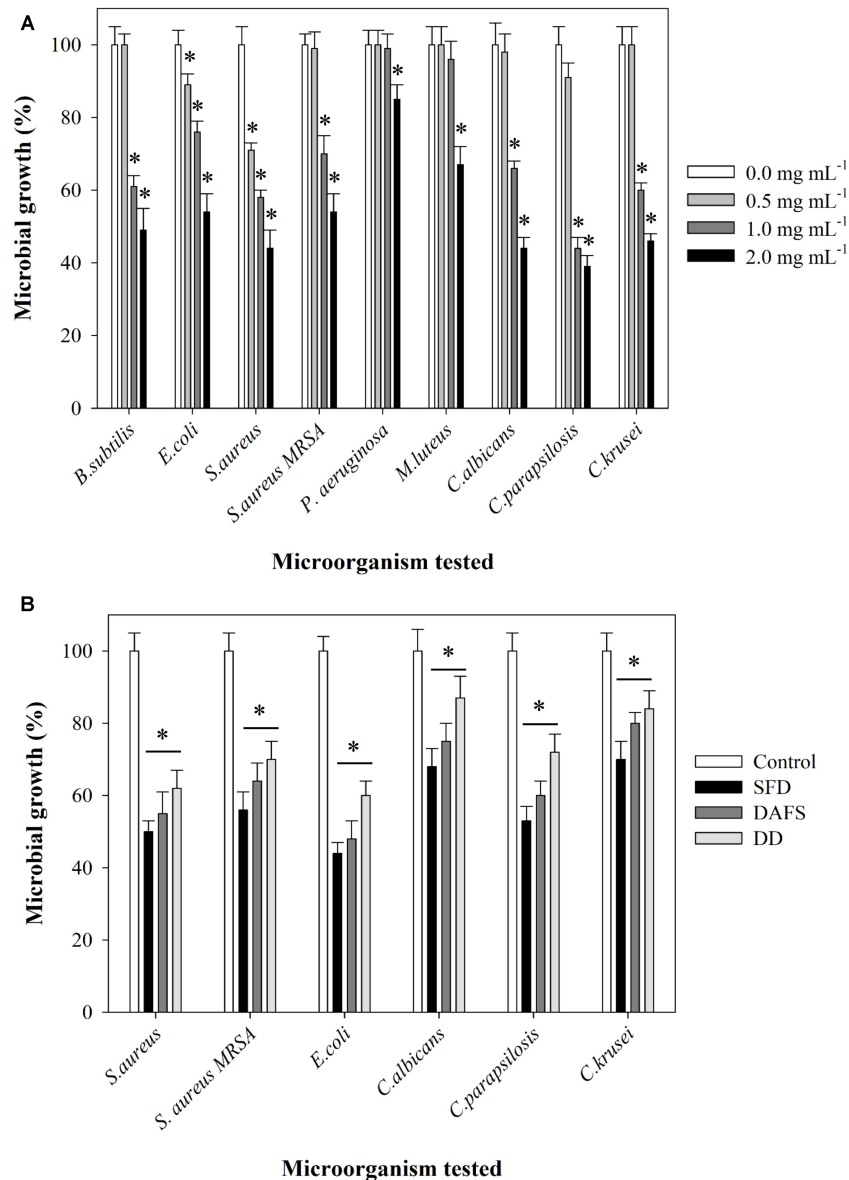 A
Microbial growth (%)
100
80
60
40
20
0
* * * * * * * * * * * * * * * * * *
B.subtilis
E.coli
S.aureus
S.aureus MRSA
P. aeruginosa
M.luteus
C.albicans
C.parapsilosis
C.krusei
Microorganism tested
0.0 mg mL-1
0.5 mg mL-1
1.0 mg mL-1
2.0 mg mL-1
B
Microbial growth (%)
100
80
60
40
20
0
* * * * * *
S.aureus
S. aureus MRSA
E.coli
C.albicans
C.parapsilosis
C.krusei
Microorganism tested
Control
SFD
DAFS
DD